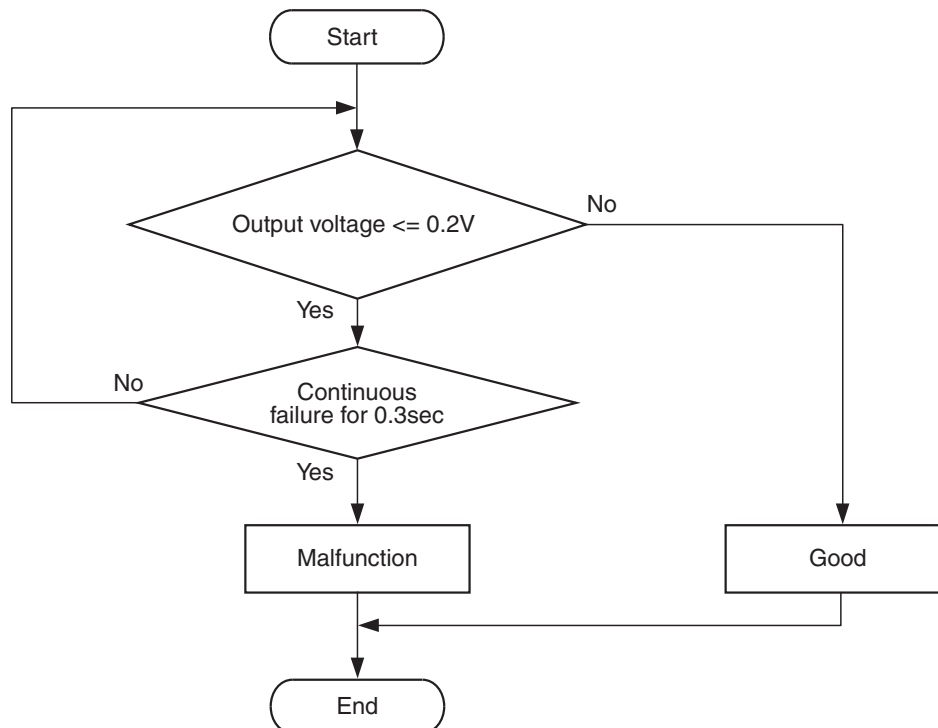 Start
Output voltage <= 0.2V
No
Yes
No
Continuous
failure for 0.3sec
Yes
Malfunction
Good
End